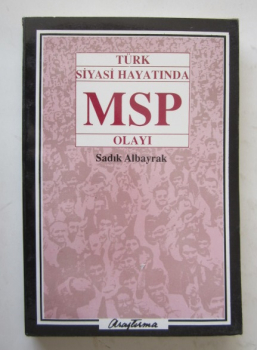 TÜRK
SİYASİ HAYATINDA
MSP
OLAYI
Sadık Albayrak
Araştırma